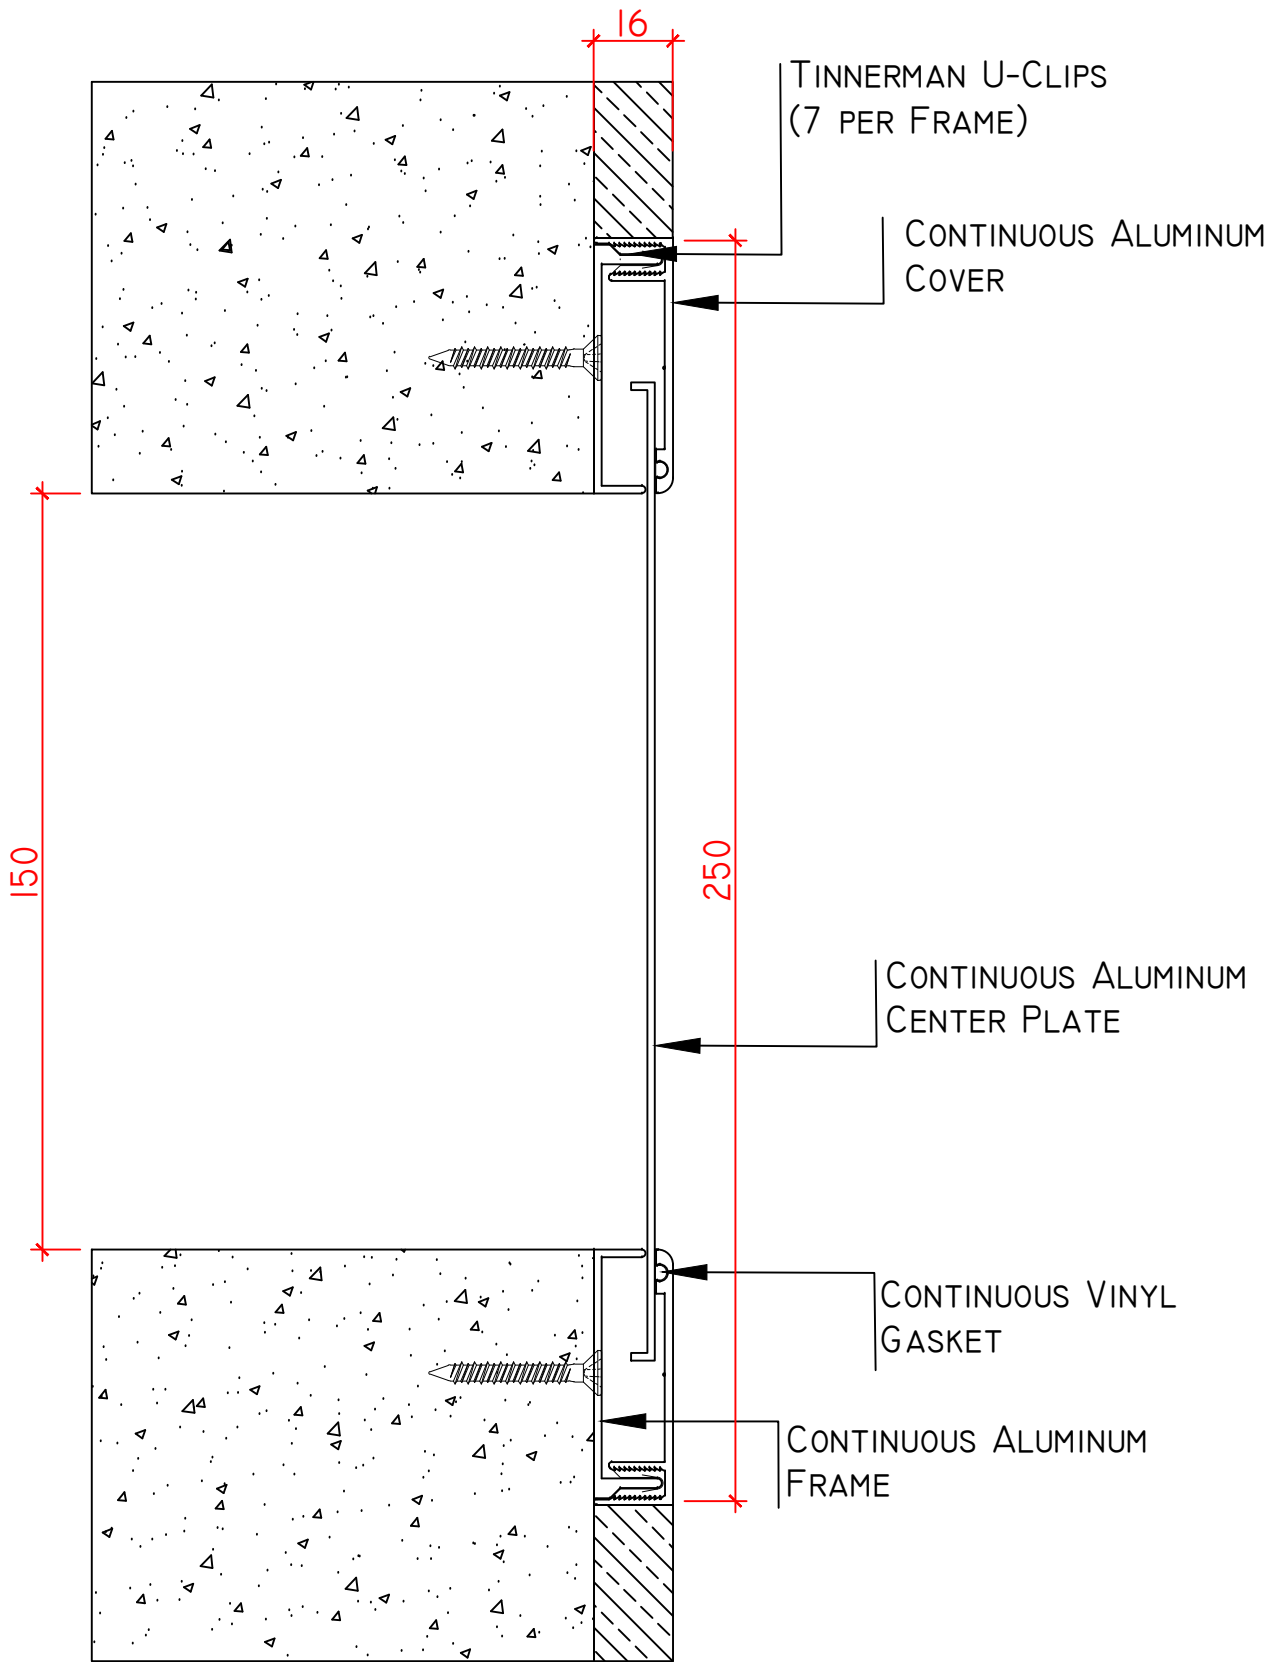 16
TINNERMAN U-CLIPS
(7 PER FRAME)
CONTINUOUS ALUMINUM
COVER
150
250
CONTINUOUS ALUMINUM
CENTER PLATE
CONTINUOUS VINYL
GASKET
CONTINUOUS ALUMINUM
FRAME